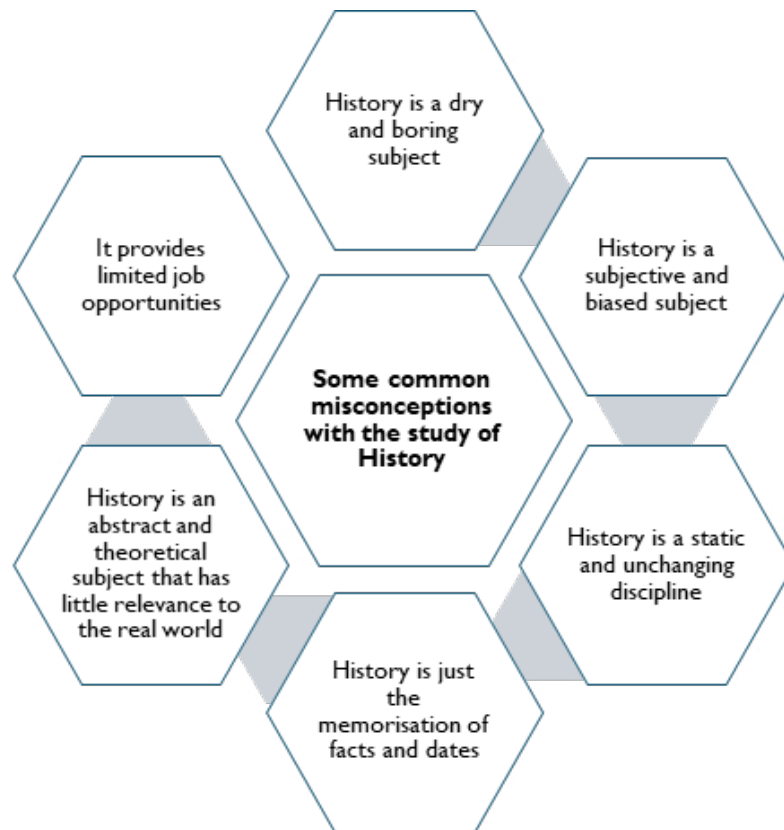 History is a dry
and boring
subject
It provides
limited job
opportunities
History is a
subjective and
biased subject
Some common
misconceptions
with the study of
History
History is an
abstract and
theoretical
subject that has
little relevance to
the real world
History is a static
and unchanging
discipline
History is just
the
memorisation of
facts and dates